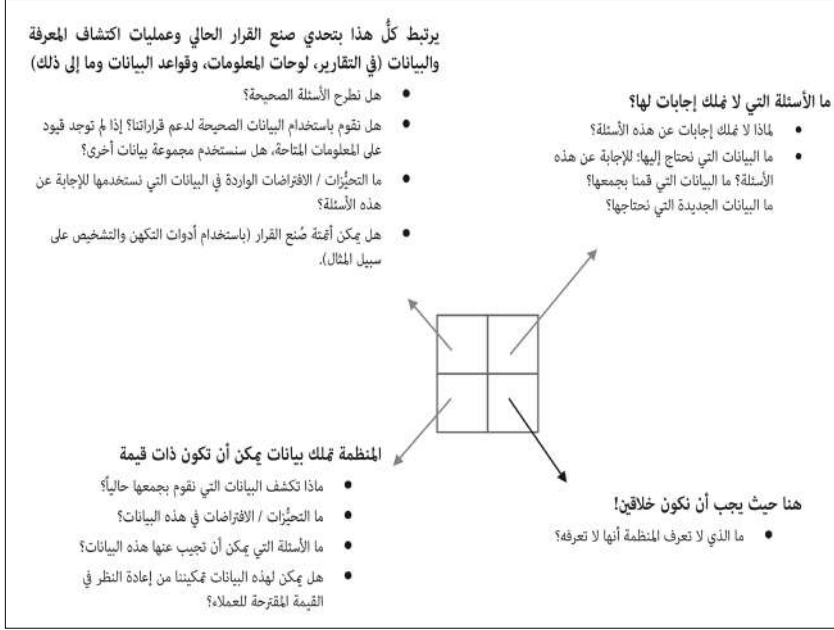 يرتبط كلُّ هذا بتحدي صنع القرار الحالي وعمليات اكتشاف المعرفة
والبيانات (في التقارير، لوحات المعلومات، وقواعد البيانات وما إلى ذلك)
● هل نطرح الأسئلة الصحيحة؟
● هل نقوم باستخدام البيانات الصحيحة لدعم قراراتنا؟ إذا لم توجد قيود
على المعلومات المتاحة، هل سنستخدم مجموعة بيانات أخرى؟
● ما التحيُّزات / الافتراضات الواردة في البيانات التي نستخدمها للإجابة عن
هذه الأسئلة؟
● هل يمكن أتمتة صُنع القرار (باستخدام أدوات التكهن والتشخيص على
سبيل المثال).
ما الأسئلة التي لا نملك إجابات لها؟
● لماذا لا نملك إجابات عن هذه الأسئلة؟
● ما البيانات التي نحتاج إليها؛ للإجابة عن هذه
الأسئلة؟ ما البيانات التي قمنا بجمعها؟
ما البيانات الجديدة التي نحتاجها؟
المنظمة تملك بيانات يمكن أن تكون ذات قيمة
● ماذا تكشف البيانات التي نقوم بجمعها حالياً؟
● ما التحيُّزات / الافتراضات في هذه البيانات؟
● ما الأسئلة التي يمكن أن تجيب عنها هذه البيانات؟
● هل يمكن لهذه البيانات تمكيننا من إعادة النظر في
القيمة المقترحة للعملاء؟
هنا حيث يجب أن نكون خلاقين!
● ما الذي لا تعرف المنظمة أنها لا تعرفه؟